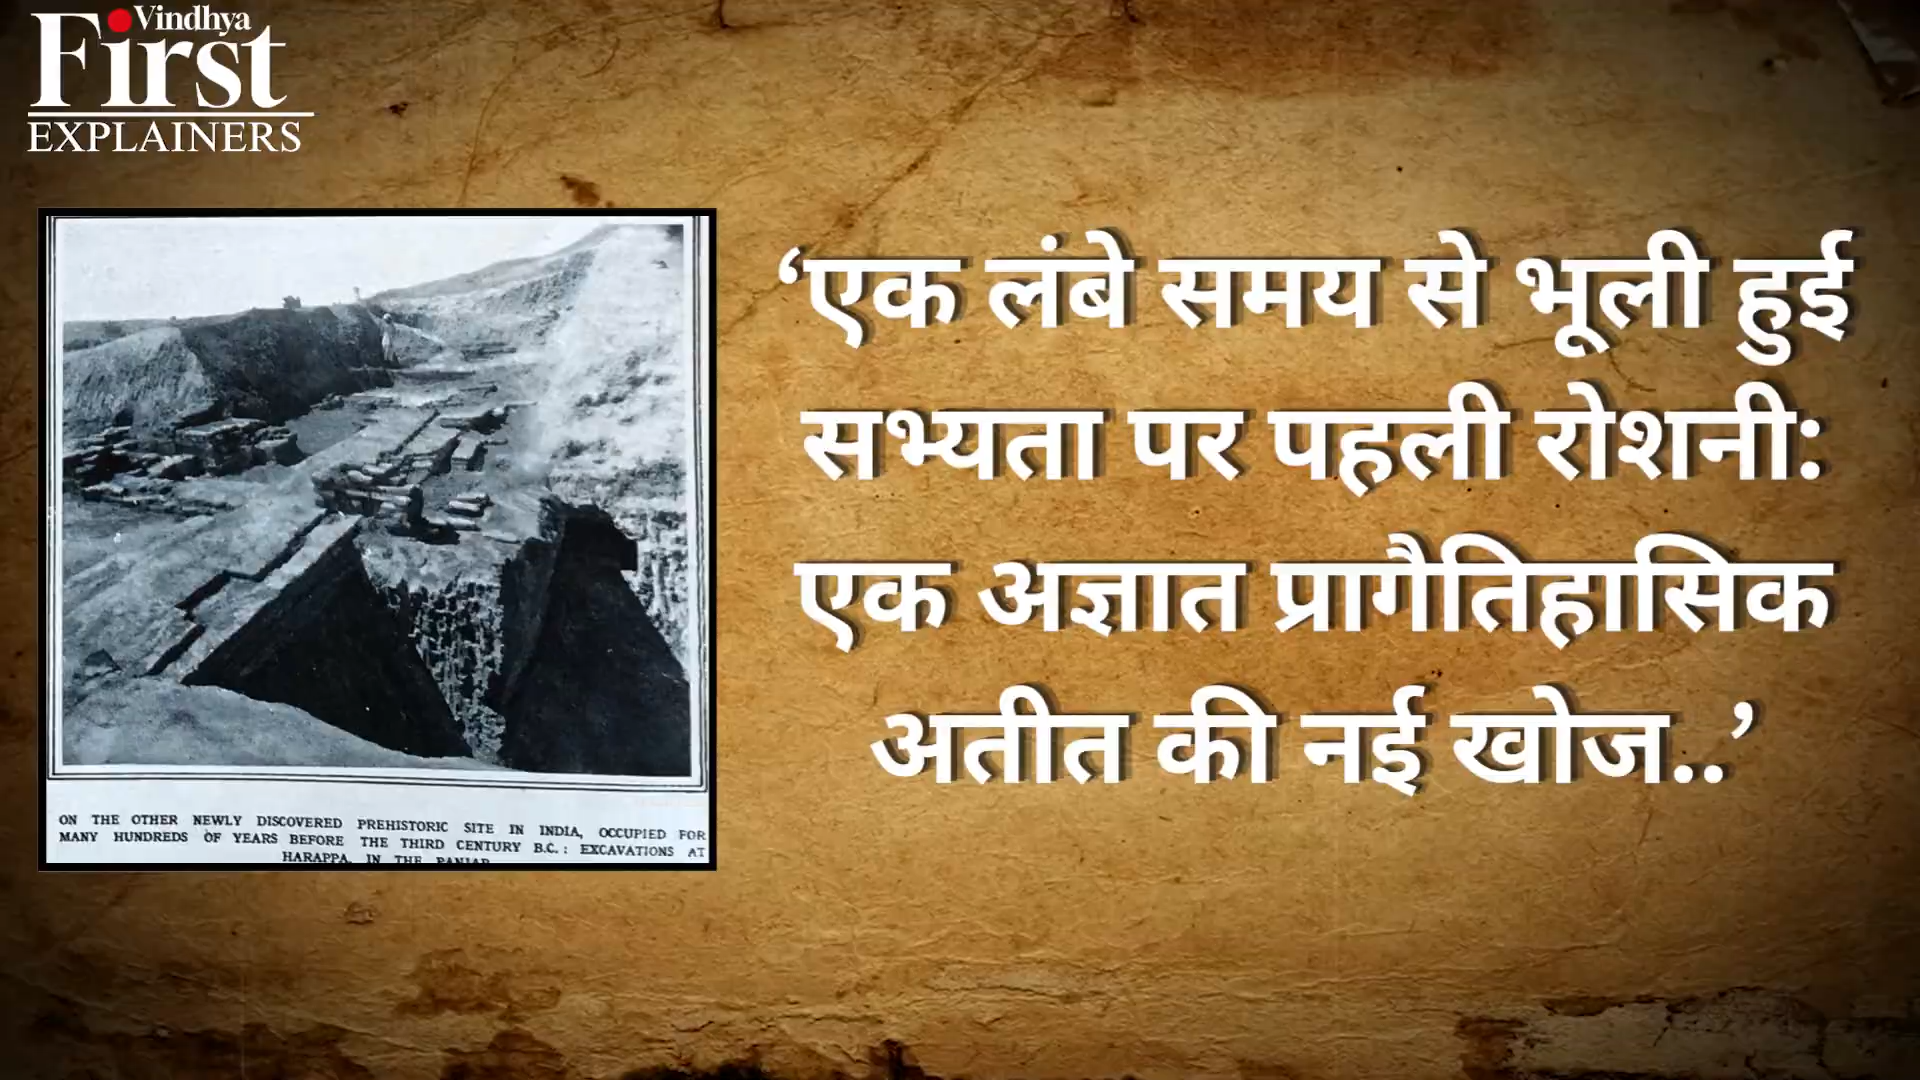 Vindhya
First
EXPLAINERS
‘एक लंबे समय से भूली हुई
सभ्यता पर पहली रोशनी:
एक अज्ञात प्रागैतिहासिक
अतीत की नई खोज..’
ON THE OTHER NEWLY DISCOVERED PREHISTORIC SITE IN INDIA, OCCUPIED FOR
MANY HUNDREDS OF YEARS BEFORE THE THIRD CENTURY B.C.: EXCAVATIONS AT
HARAPPA, IN THE PANJAB